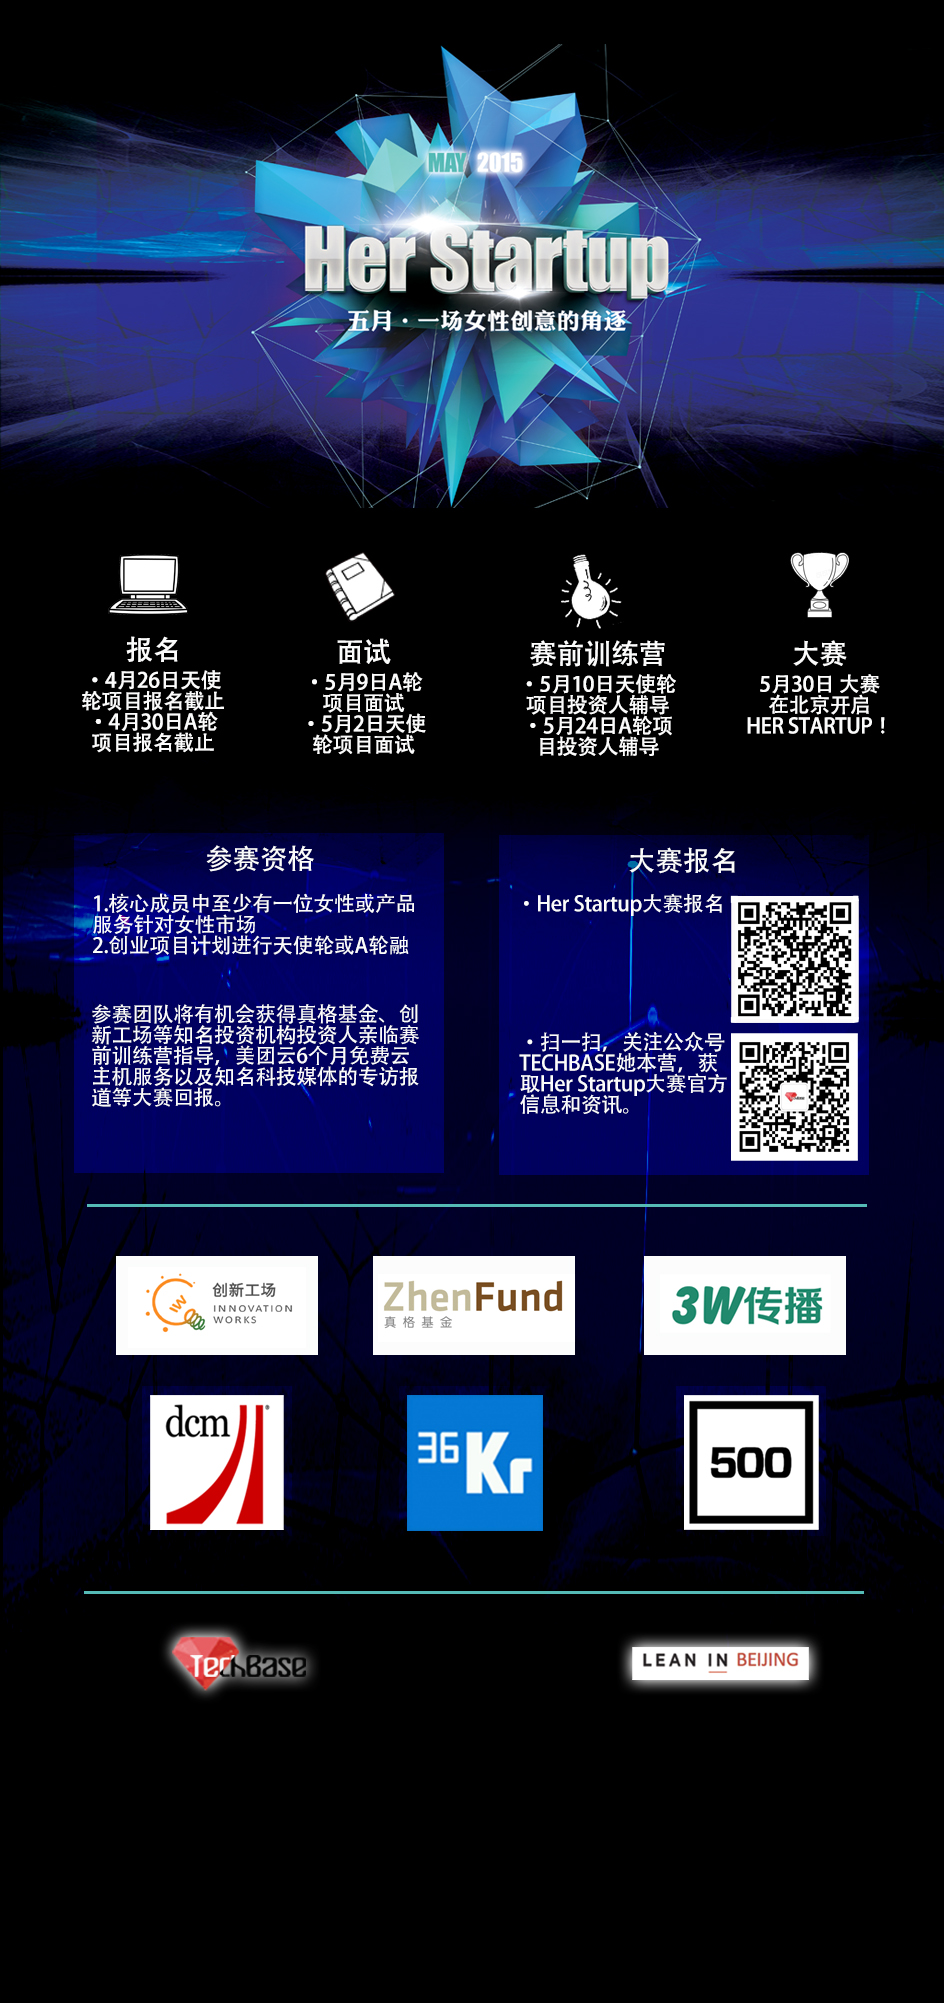 MAY 2015
Her Startup
五月·一场女性创意的角逐
报名
·4月26日天使
轮项目报名截止
·4月30日A轮
项目报名截止
面试
·5月9日A轮
项目面试
·5月2日天使
轮项目面试
赛前训练营
·5月10日天使轮
项目投资人辅导
·5月24日A轮项
目投资人辅导
大赛
5月30日 大赛
在北京开启
HER STARTUP！
参赛资格
1.核心成员中至少有一位女性或产品
服务针对女性市场
2.创业项目计划进行天使轮或A轮融
参赛团队将有机会获得真格基金、创
新工场等知名投资机构投资人亲临赛
前训练营指导，美团云6个月免费云
主机服务以及知名科技媒体的专访报
道等大赛回报。
大赛报名
·Her Startup大赛报名
·扫一扫，关注公众号
TECHBASE她本营，获
取Her Startup大赛官方
信息和资讯。
创新工场
INNOVATION
WORKS
ZhenFund
真格基金
3W传播
dcm
36Kr
500
TechBase
LEAN IN BEIJING